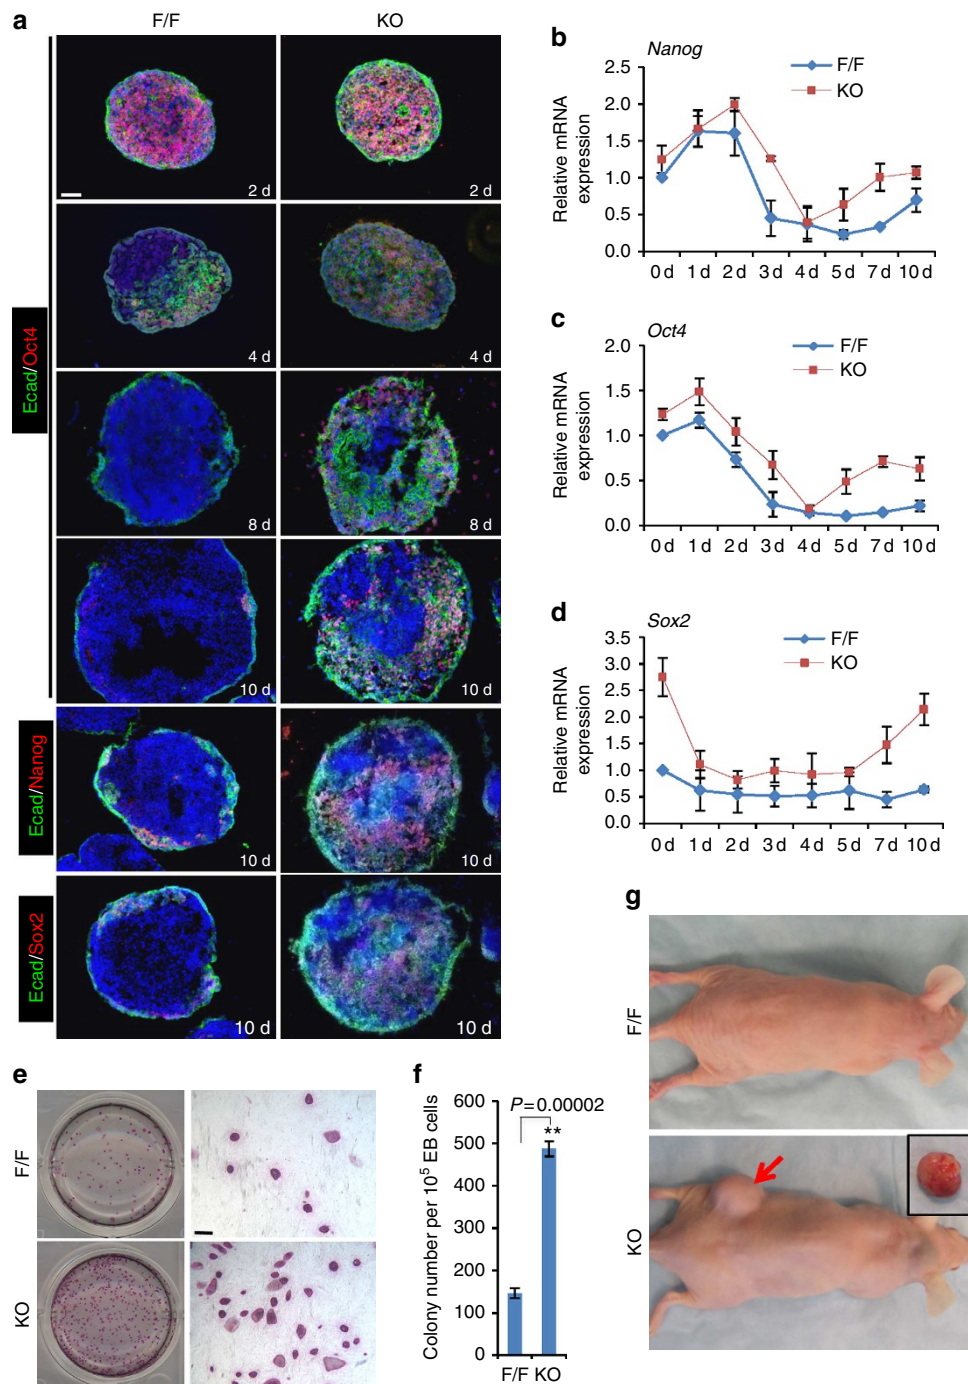 a
F/F
KO
2 d
2 d
4 d
4 d
8 d
8 d
10 d
10 d
10 d
10 d
10 d
10 d
Ecad/Oct4
Ecad/Nanog
Ecad/Sox2
b
Nanog
F/F
KO
Relative mRNA
expression
2.5
2.0
1.5
1.0
0.5
0.0
0 d 1 d 2 d 3 d 4 d 5 d 7 d 10 d
c
Oct4
F/F
KO
Relative mRNA
expression
2.0
1.5
1.0
0.5
0.0
0 d 1 d 2 d 3 d 4 d 5 d 7 d 10 d
d
Sox2
F/F
KO
Relative mRNA
expression
3.5
3.0
2.5
2.0
1.5
1.0
0.5
0.0
0 d 1 d 2 d 3 d 4 d 5 d 7 d 10 d
e
F/F
KO
f
Colony number per 10⁵ EB cells
600
500
400
300
200
100
0
P=0.00002
**
F/F KO
g
F/F
KO